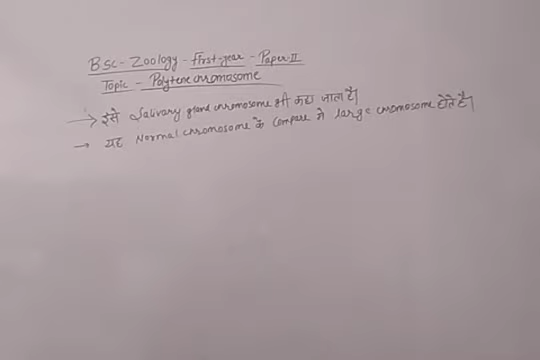 BSc - Zoology - First-year - Paper-II
Topic - Polytene chromosome
→ इसे Salivary gland chromosome भी कहा जाता है।
→ यह Normal chromosome के compare मे large chromosome होते है।